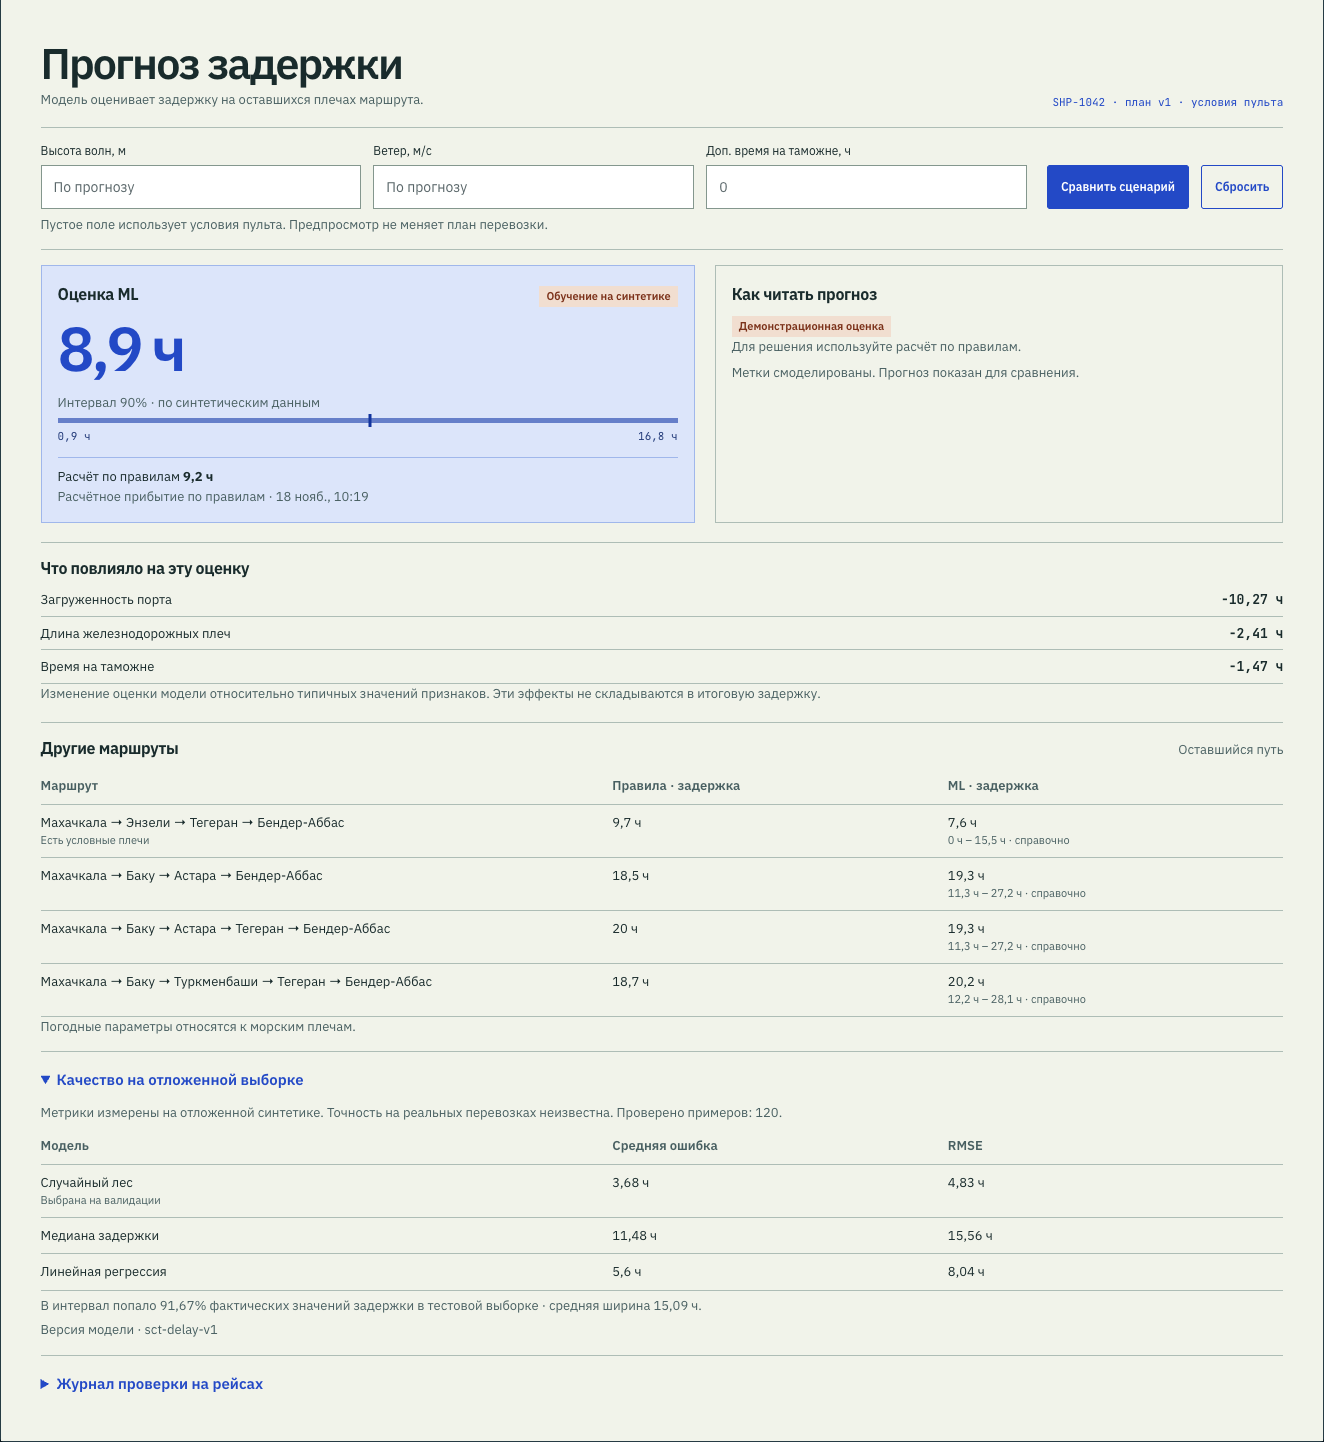 Прогноз задержки
Модель оценивает задержку на оставшихся плечах маршрута.
SHP-1042 · план v1 · условия пульта
Высота волн, м
Ветер, м/с
Доп. время на таможне, ч
По прогнозу
По прогнозу
0
Сравнить сценарий
Сбросить
Пустое поле использует условия пульта. Предпросмотр не меняет план перевозки.
Оценка ML
Обучение на синтетике
8,9 ч
Интервал 90% · по синтетическим данным
0,9 ч
16,8 ч
Расчёт по правилам 9,2 ч
Расчётное прибытие по правилам · 18 нояб., 10:19
Как читать прогноз
Демонстрационная оценка
Для решения используйте расчёт по правилам.
Метки смоделированы. Прогноз показан для сравнения.
Что повлияло на эту оценку
Загруженность порта -10,27 ч
Длина железнодорожных плеч -2,41 ч
Время на таможне -1,47 ч
Изменение оценки модели относительно типичных значений признаков. Эти эффекты не складываются в итоговую задержку.
Другие маршруты
Оставшийся путь
Маршрут Правила · задержка ML · задержка
Махачкала → Энзели → Тегеран → Бендер-Аббас 9,7 ч 7,6 ч
Есть условные плечи 0 ч – 15,5 ч · справочно
Махачкала → Баку → Астара → Бендер-Аббас 18,5 ч 19,3 ч
11,3 ч – 27,2 ч · справочно
Махачкала → Баку → Астара → Тегеран → Бендер-Аббас 20 ч 19,3 ч
11,3 ч – 27,2 ч · справочно
Махачкала → Баку → Туркменбаши → Тегеран → Бендер-Аббас 18,7 ч 20,2 ч
12,2 ч – 28,1 ч · справочно
Погодные параметры относятся к морским плечам.
▼ Качество на отложенной выборке
Метрики измерены на отложенной синтетике. Точность на реальных перевозках неизвестна. Проверено примеров: 120.
Модель Средняя ошибка RMSE
Случайный лес 3,68 ч 4,83 ч
Выбрана на валидации
Медиана задержки 11,48 ч 15,56 ч
Линейная регрессия 5,6 ч 8,04 ч
В интервал попало 91,67% фактических значений задержки в тестовой выборке · средняя ширина 15,09 ч.
Версия модели · sct-delay-v1
▶ Журнал проверки на рейсах